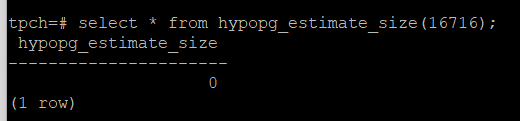 tpch=# select * from hypopg_estimate_size(16716);
 hypopg_estimate_size
----------------------
                    0
(1 row)